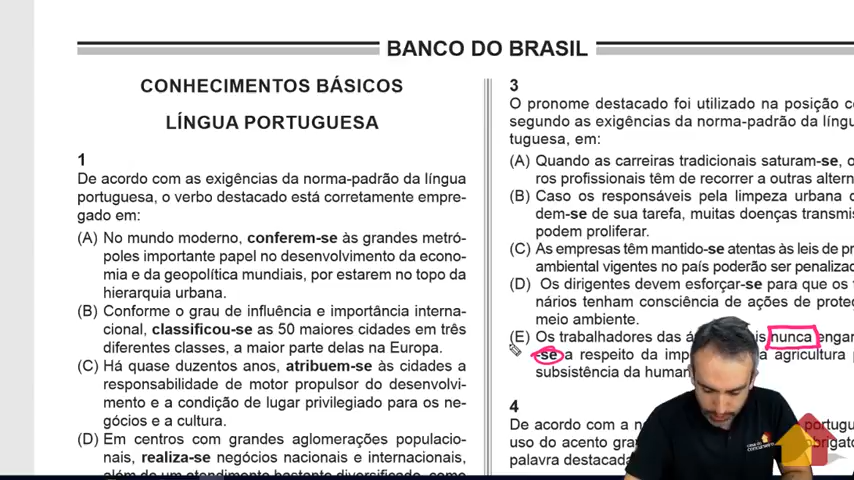 BANCO DO BRASIL
CONHECIMENTOS BÁSICOS
LÍNGUA PORTUGUESA
1
De acordo com as exigências da norma-padrão da língua
portuguesa, o verbo destacado está corretamente empre-
gado em:
(A) No mundo moderno, conferem-se às grandes metró-
poles importante papel no desenvolvimento da econo-
mia e da geopolítica mundiais, por estarem no topo da
hierarquia urbana.
(B) Conforme o grau de influência e importância interna-
cional, classificou-se as 50 maiores cidades em três
diferentes classes, a maior parte delas na Europa.
(C) Há quase duzentos anos, atribuem-se às cidades a
responsabilidade de motor propulsor do desenvolvi-
mento e a condição de lugar privilegiado para os ne-
gócios e a cultura.
(D) Em centros com grandes aglomerações populacio-
nais, realiza-se negócios nacionais e internacionais,
além de um atendimento bastante diversificado, como
3
O pronome destacado foi utilizado na posição
segundo as exigências da norma-padrão da
tuguesa, em:
(A) Quando as carreiras tradicionais saturam-se,
ros profissionais têm de recorrer a outras
(B) Caso os responsáveis pela limpeza urbana
dem-se de sua tarefa, muitas doenças
podem proliferar.
(C) As empresas têm mantido-se atentas às leis de
ambiental vigentes no país poderão ser
(D) Os dirigentes devem esforçar-se para que os
nários tenham consciência de ações de
meio ambiente.
(E) Os trabalhadores das nunca
-se a respeito da agricultura
subsistência da
4
De acordo com a
uso do acento
palavra